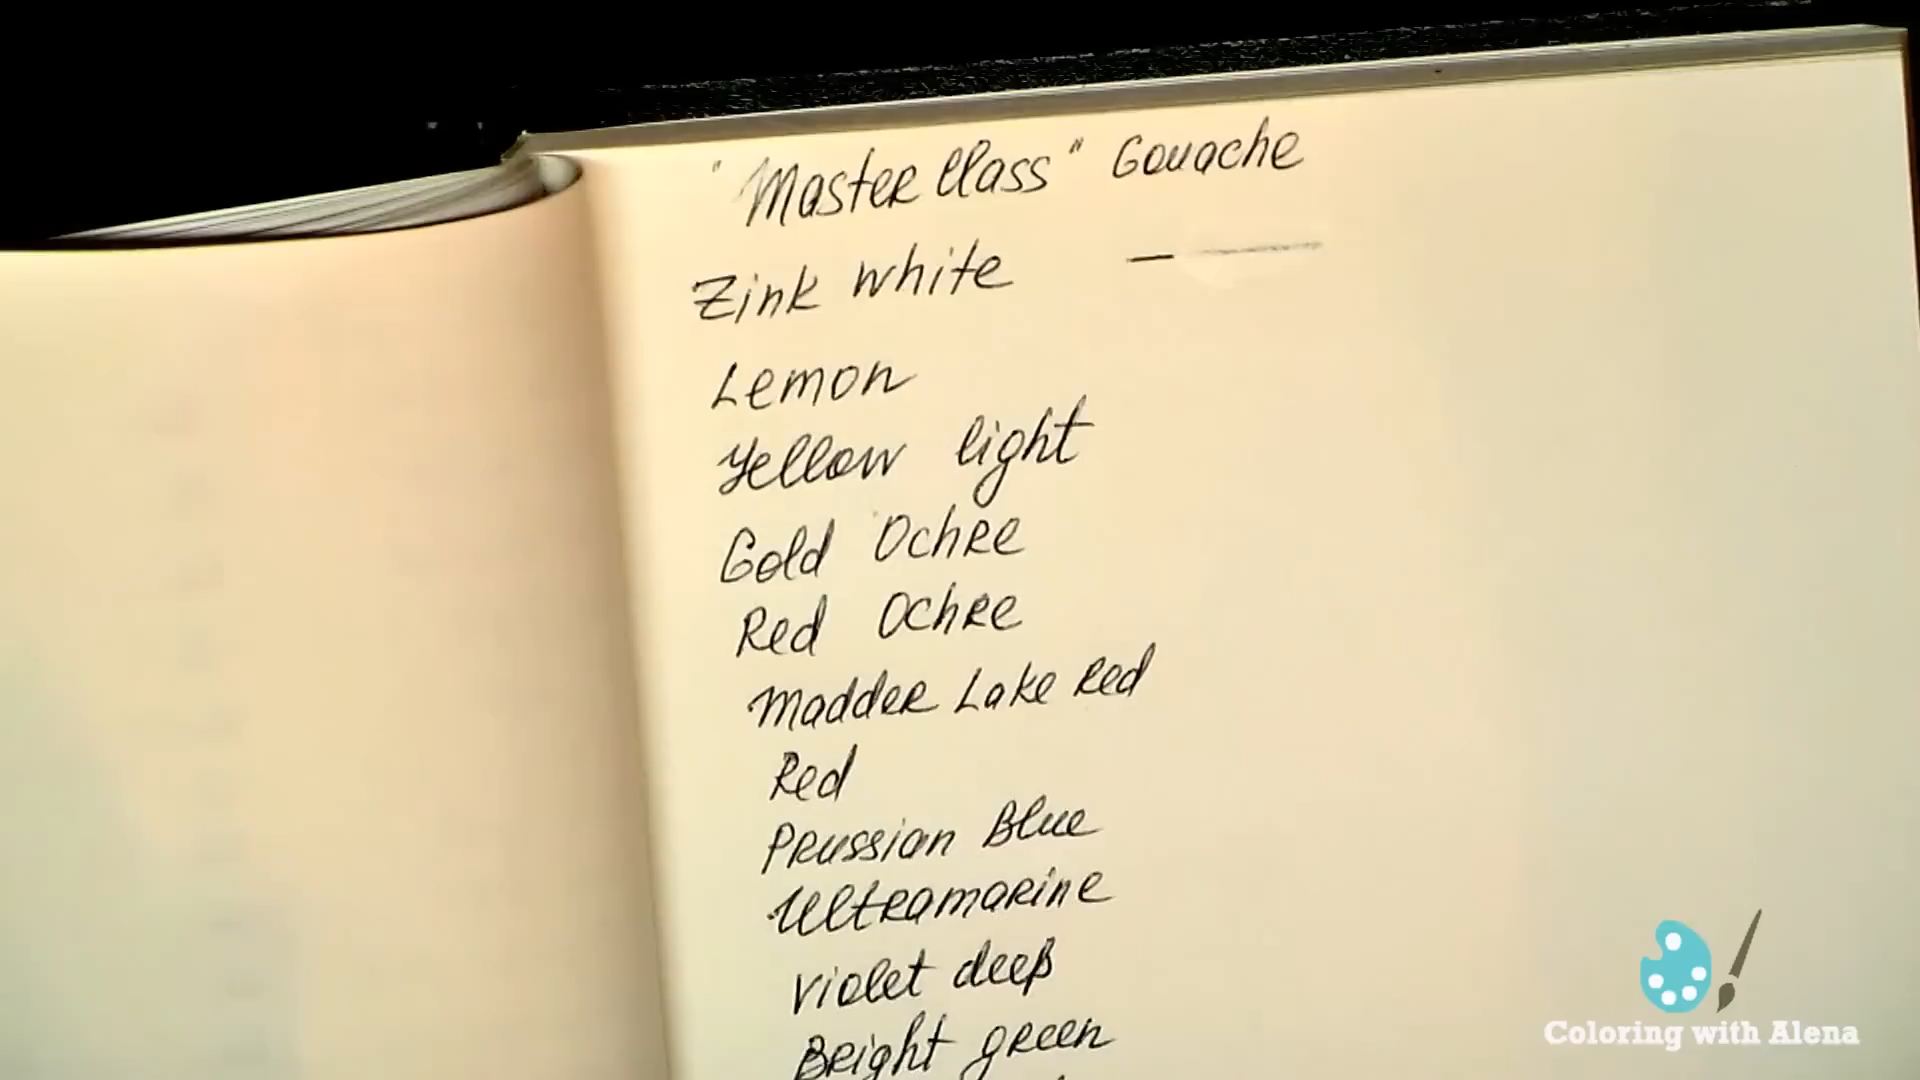 "Master Class" Gouache
Zink white —
Lemon
Yellow light
Gold Ochre
Red Ochre
Madder Lake Red
Red
Prussian Blue
Ultramarine
Violet deep
Bright green
Coloring with Alena